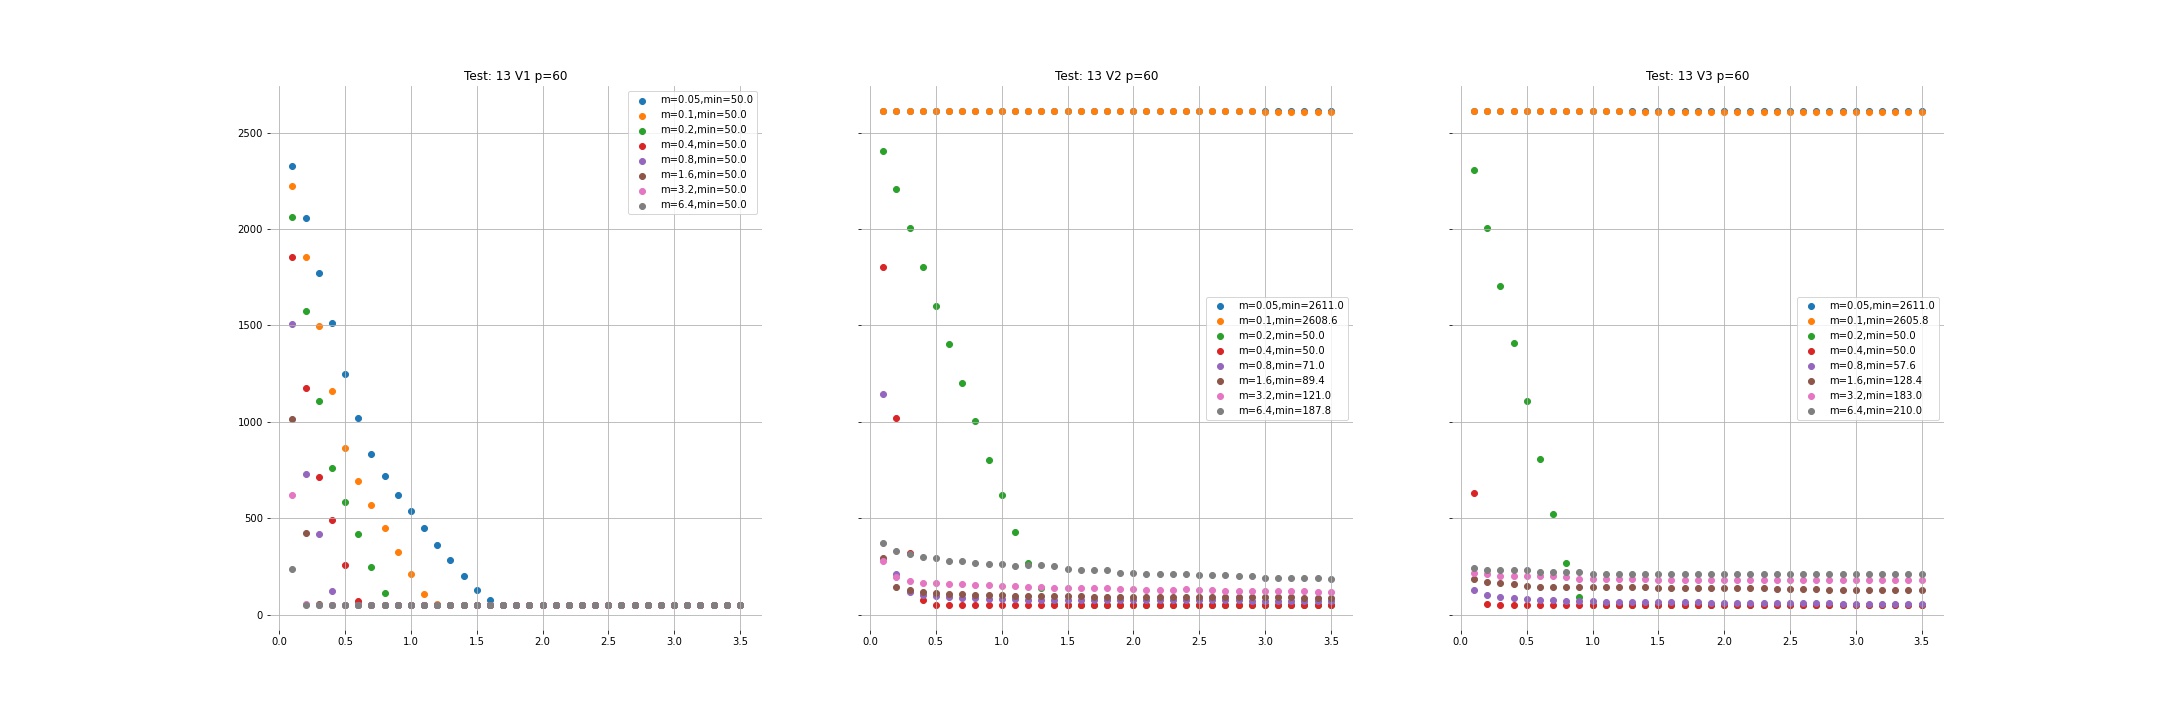 Test: 13 V1 p=60
m=0.05,min=50.0
m=0.1,min=50.0
m=0.2,min=50.0
m=0.4,min=50.0
m=0.8,min=50.0
m=1.6,min=50.0
m=3.2,min=50.0
m=6.4,min=50.0
2500
2000
1500
1000
500
0
0.0 0.5 1.0 1.5 2.0 2.5 3.0 3.5
Test: 13 V2 p=60
m=0.05,min=2611.0
m=0.1,min=2608.6
m=0.2,min=50.0
m=0.4,min=50.0
m=0.8,min=71.0
m=1.6,min=89.4
m=3.2,min=121.0
m=6.4,min=187.8
0.0 0.5 1.0 1.5 2.0 2.5 3.0 3.5
Test: 13 V3 p=60
m=0.05,min=2611.0
m=0.1,min=2605.8
m=0.2,min=50.0
m=0.4,min=50.0
m=0.8,min=57.6
m=1.6,min=128.4
m=3.2,min=183.0
m=6.4,min=210.0
0.0 0.5 1.0 1.5 2.0 2.5 3.0 3.5